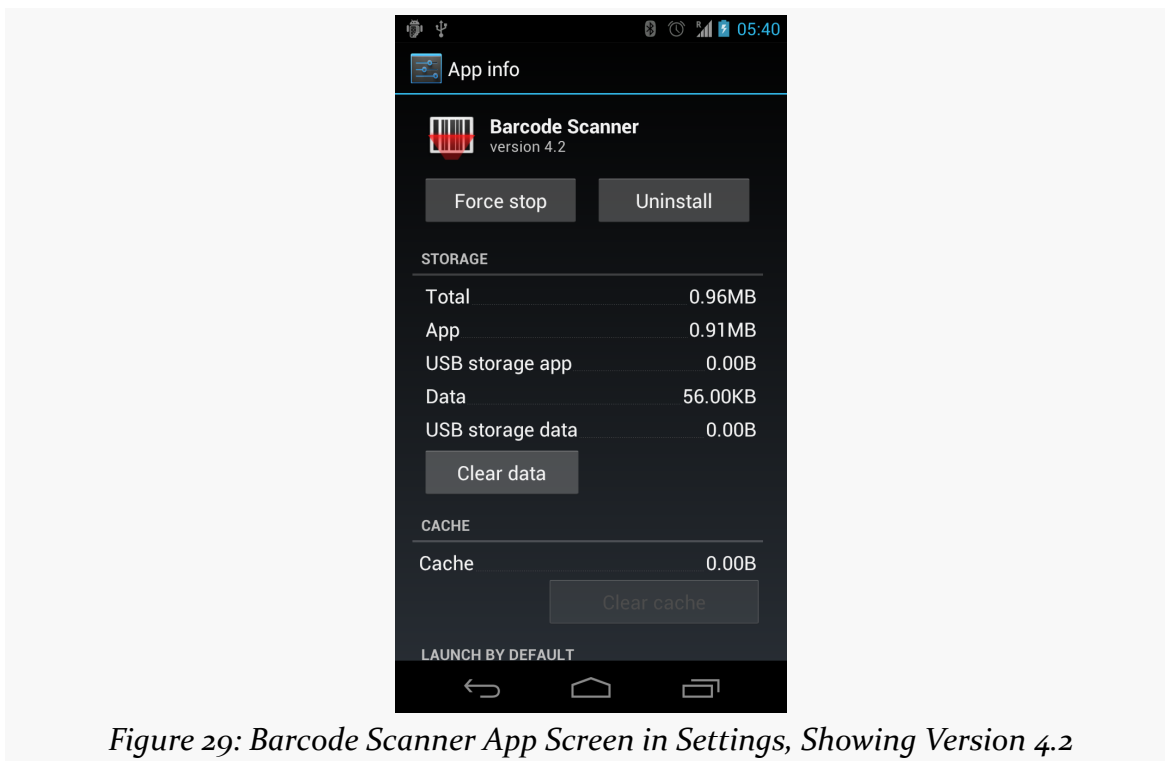 R 05:40
App info
Barcode Scanner
version 4.2
Force stop Uninstall
STORAGE
Total 0.96MB
App 0.91MB
USB storage app 0.00B
Data 56.00KB
USB storage data 0.00B
Clear data
CACHE
Cache 0.00B
Clear cache
LAUNCH BY DEFAULT
Figure 29: Barcode Scanner App Screen in Settings, Showing Version 4.2